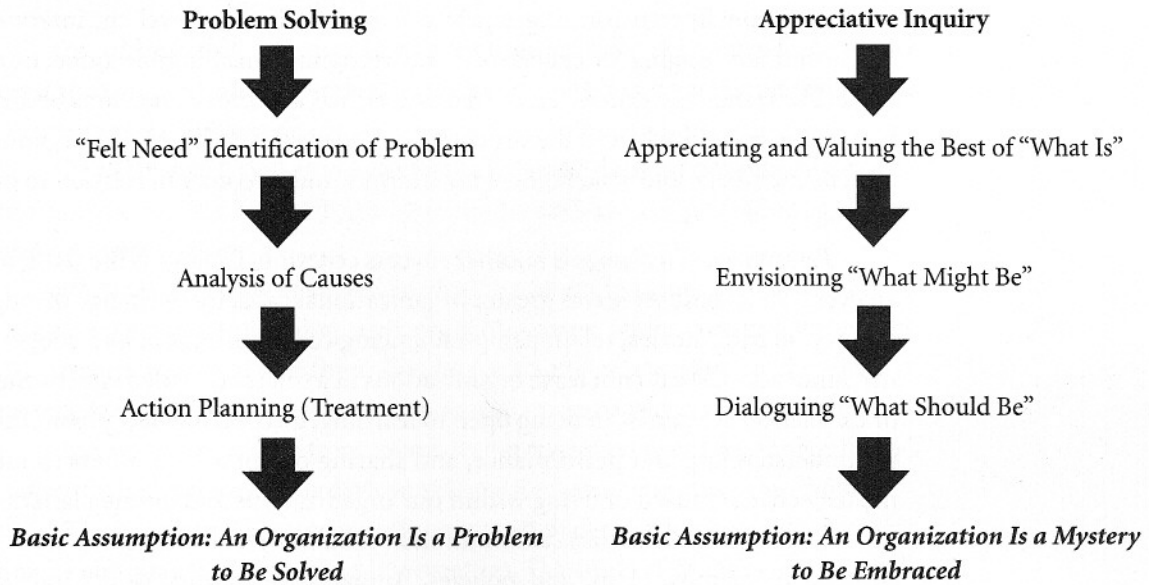 Problem Solving
“Felt Need” Identification of Problem
Analysis of Causes
Action Planning (Treatment)
Basic Assumption: An Organization Is a Problem
to Be Solved
Appreciative Inquiry
Appreciating and Valuing the Best of “What Is”
Envisioning “What Might Be”
Dialoguing “What Should Be”
Basic Assumption: An Organization Is a Mystery
to Be Embraced